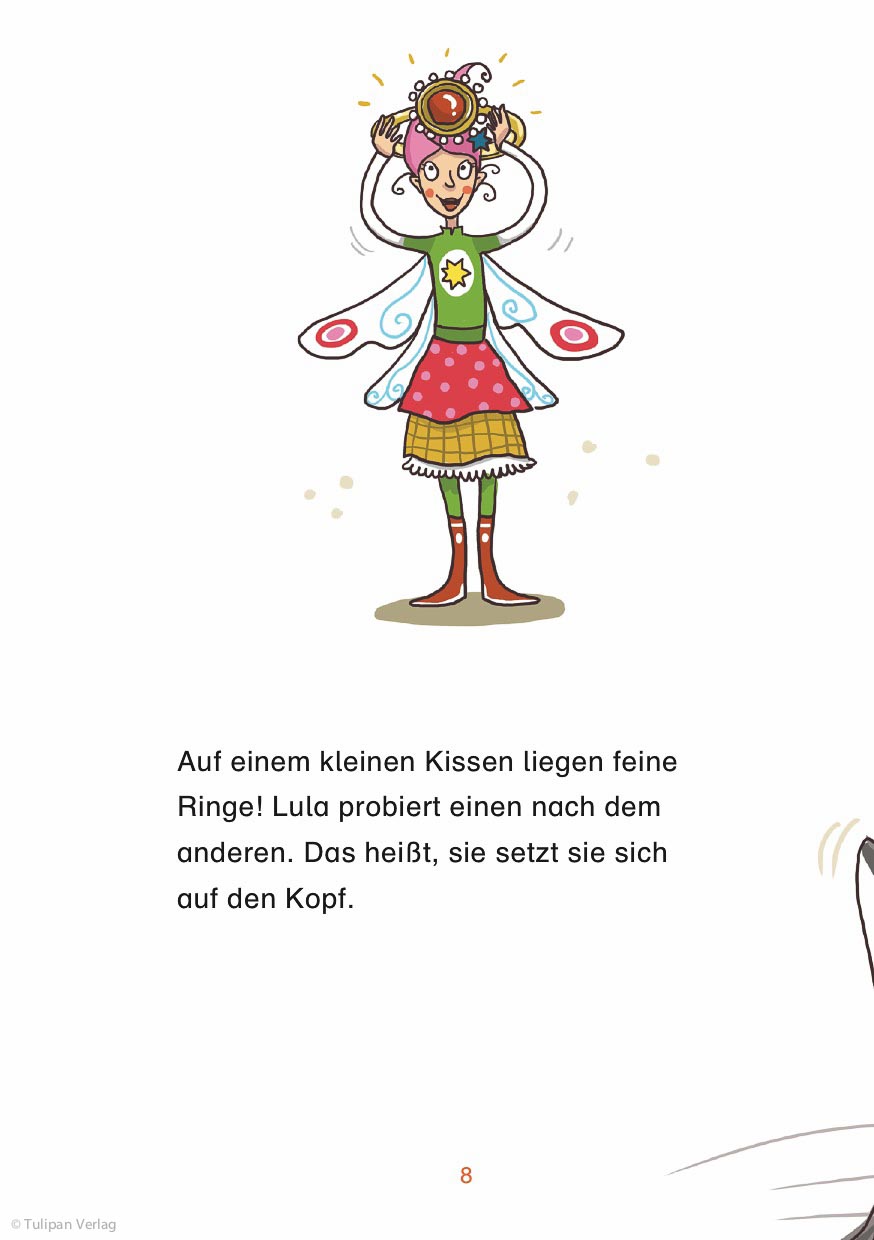 Auf einem kleinen Kissen liegen feine
Ringe! Lula probiert einen nach dem
anderen. Das heißt, sie setzt sie sich
auf den Kopf.
8
© Tulipan Verlag